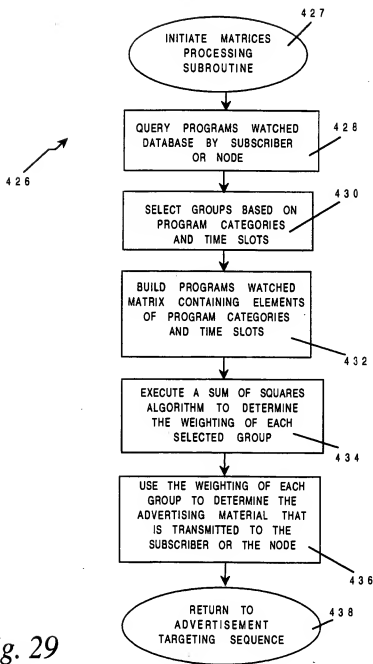 427
INITIATE MATRICES
PROCESSING
SUBROUTINE
QUERY PROGRAMS WATCHED
DATABASE BY SUBSCRIBER
OR NODE
428
426
430
SELECT GROUPS BASED ON
PROGRAM CATEGORIES
AND TIME SLOTS
BUILD PROGRAMS WATCHED
MATRIX CONTAINING ELEMENTS
OF PROGRAM CATEGORIES
AND TIME SLOTS
432
EXECUTE A SUM OF SQUARES
ALGORITHM TO DETERMINE
THE WEIGHTING OF EACH
SELECTED GROUP
434
USE THE WEIGHTING OF EACH
GROUP TO DETERMINE THE
ADVERTISING MATERIAL THAT
IS TRANSMITTED TO THE
SUBSCRIBER OR THE NODE
436
RETURN TO
ADVERTISEMENT
TARGETING SEQUENCE
438
g. 29